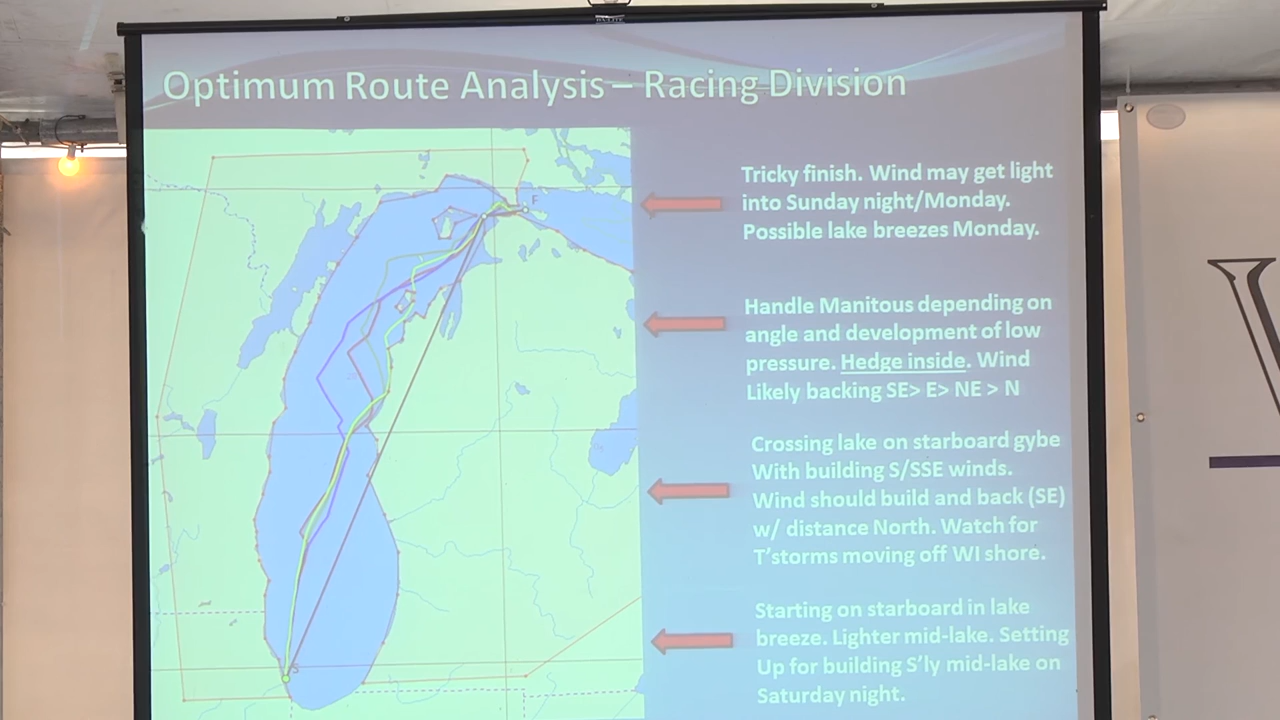 DA-LITE
Optimum Route Analysis – Racing Division
F
Tricky finish. Wind may get light
into Sunday night/Monday.
Possible lake breezes Monday.
Handle Manitous depending on
angle and development of low
pressure. Hedge inside. Wind
Likely backing SE> E> NE > N
Crossing lake on starboard gybe
With building S/SSE winds.
Wind should build and back (SE)
w/ distance North. Watch for
T'storms moving off WI shore.
Starting on starboard in lake
breeze. Lighter mid-lake. Setting
Up for building S'ly mid-lake on
Saturday night.
S